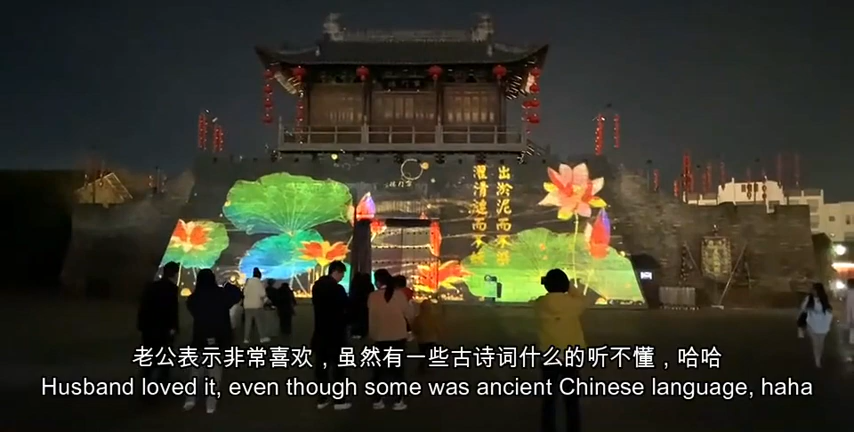 出淤泥而不染
濯清涟而不妖
老公表示非常喜欢，虽然有一些古诗词什么的听不懂，哈哈
Husband loved it, even though some was ancient Chinese language, haha